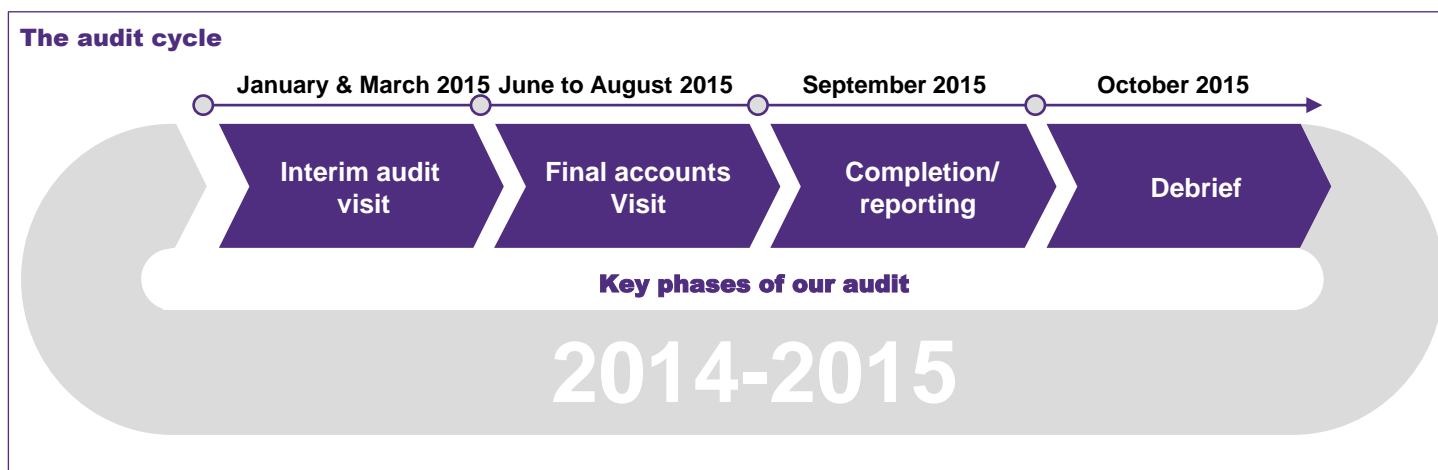 The audit cycle
January & March 2015 June to August 2015 September 2015 October 2015
Interim audit
visit
Final accounts
Visit
Completion/
reporting
Debrief
Key phases of our audit
2014-2015